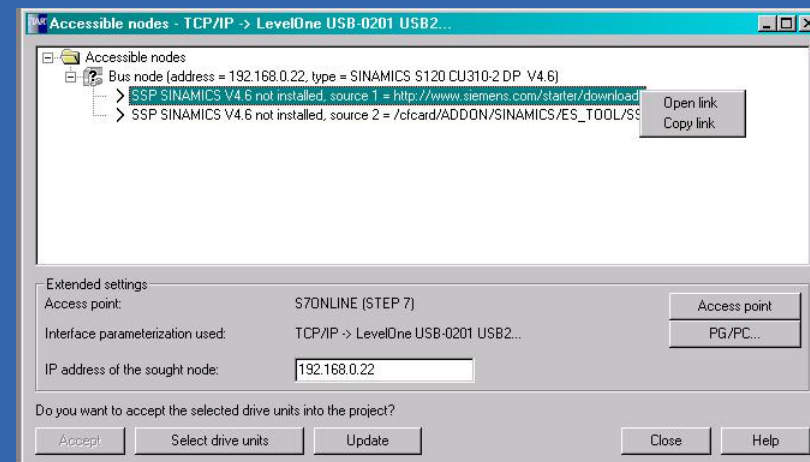 Accessible nodes - TCP/IP -> LevelOne USB-0201 USB2...
Accessible nodes
Bus node (address = 192.168.0.22, type = SINAMICS S120 CU310-2 DP V4.6)
SSP SINAMICS V4.6 not installed, source 1 = http://www.siemens.com/starter/download
SSP SINAMICS V4.6 not installed, source 2 = /cfcard/ADDON/SINAMICS/ES_TOOL/SS
Open link
Copy link
Extended settings
Access point: S7ONLINE (STEP 7) Access point
Interface parameterization used: TCP/IP -> LevelOne USB-0201 USB2... PG/PC...
IP address of the sought node: 192.168.0.22
Do you want to accept the selected drive units into the project?
Accept Select drive units Update Close Help